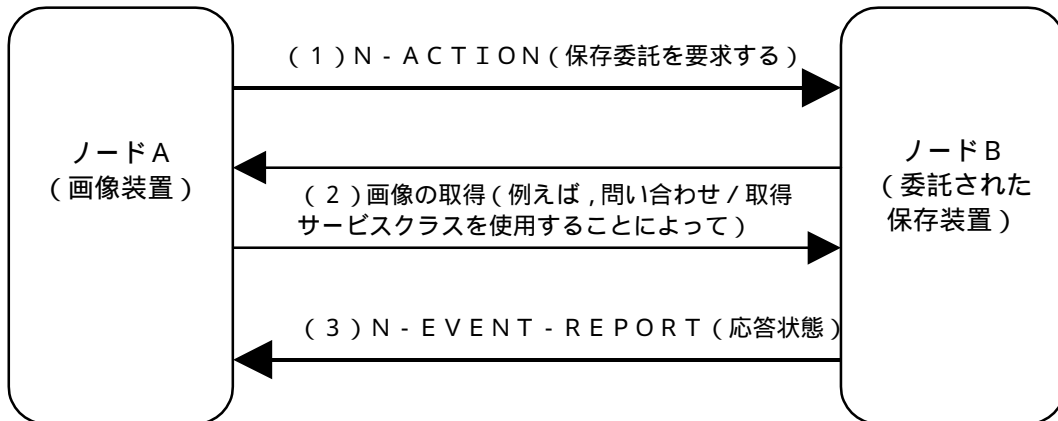 （１）Ｎ‐ＡＣＴＩＯＮ（保存委託を要求する）
ノードＡ
（画像装置）
（２）画像の取得（例えば，問い合わせ／取得
サービスクラスを使用することによって）
（３）Ｎ‐ＥＶＥＮＴ‐ＲＥＰＯＲＴ（応答状態）
ノードＢ
（委託された
保存装置）